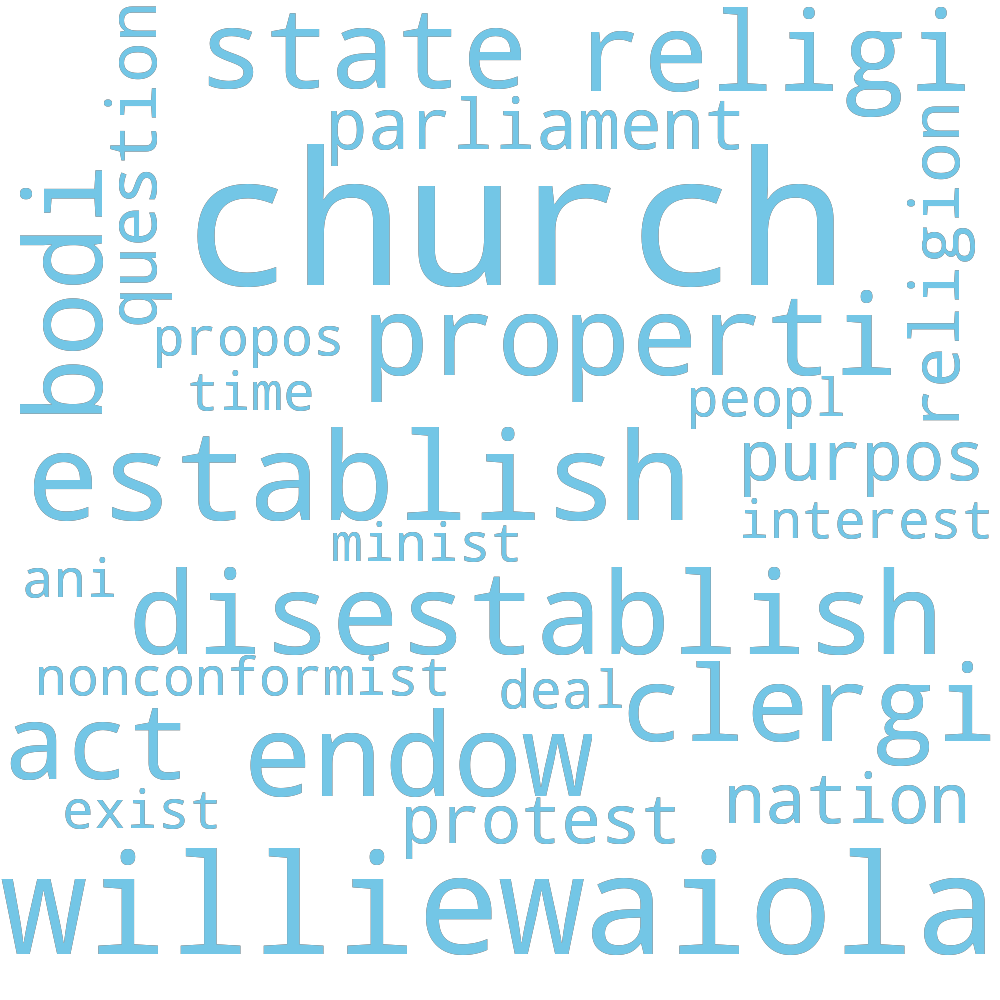 state religi
question
parliament
church
bodi
religion
properti
propos
time
peopl
establish
purpos
interest
minist
ani
disestablish
nonconformist
deal
clergi
act
endow
nation
exist
protest
williewaiola